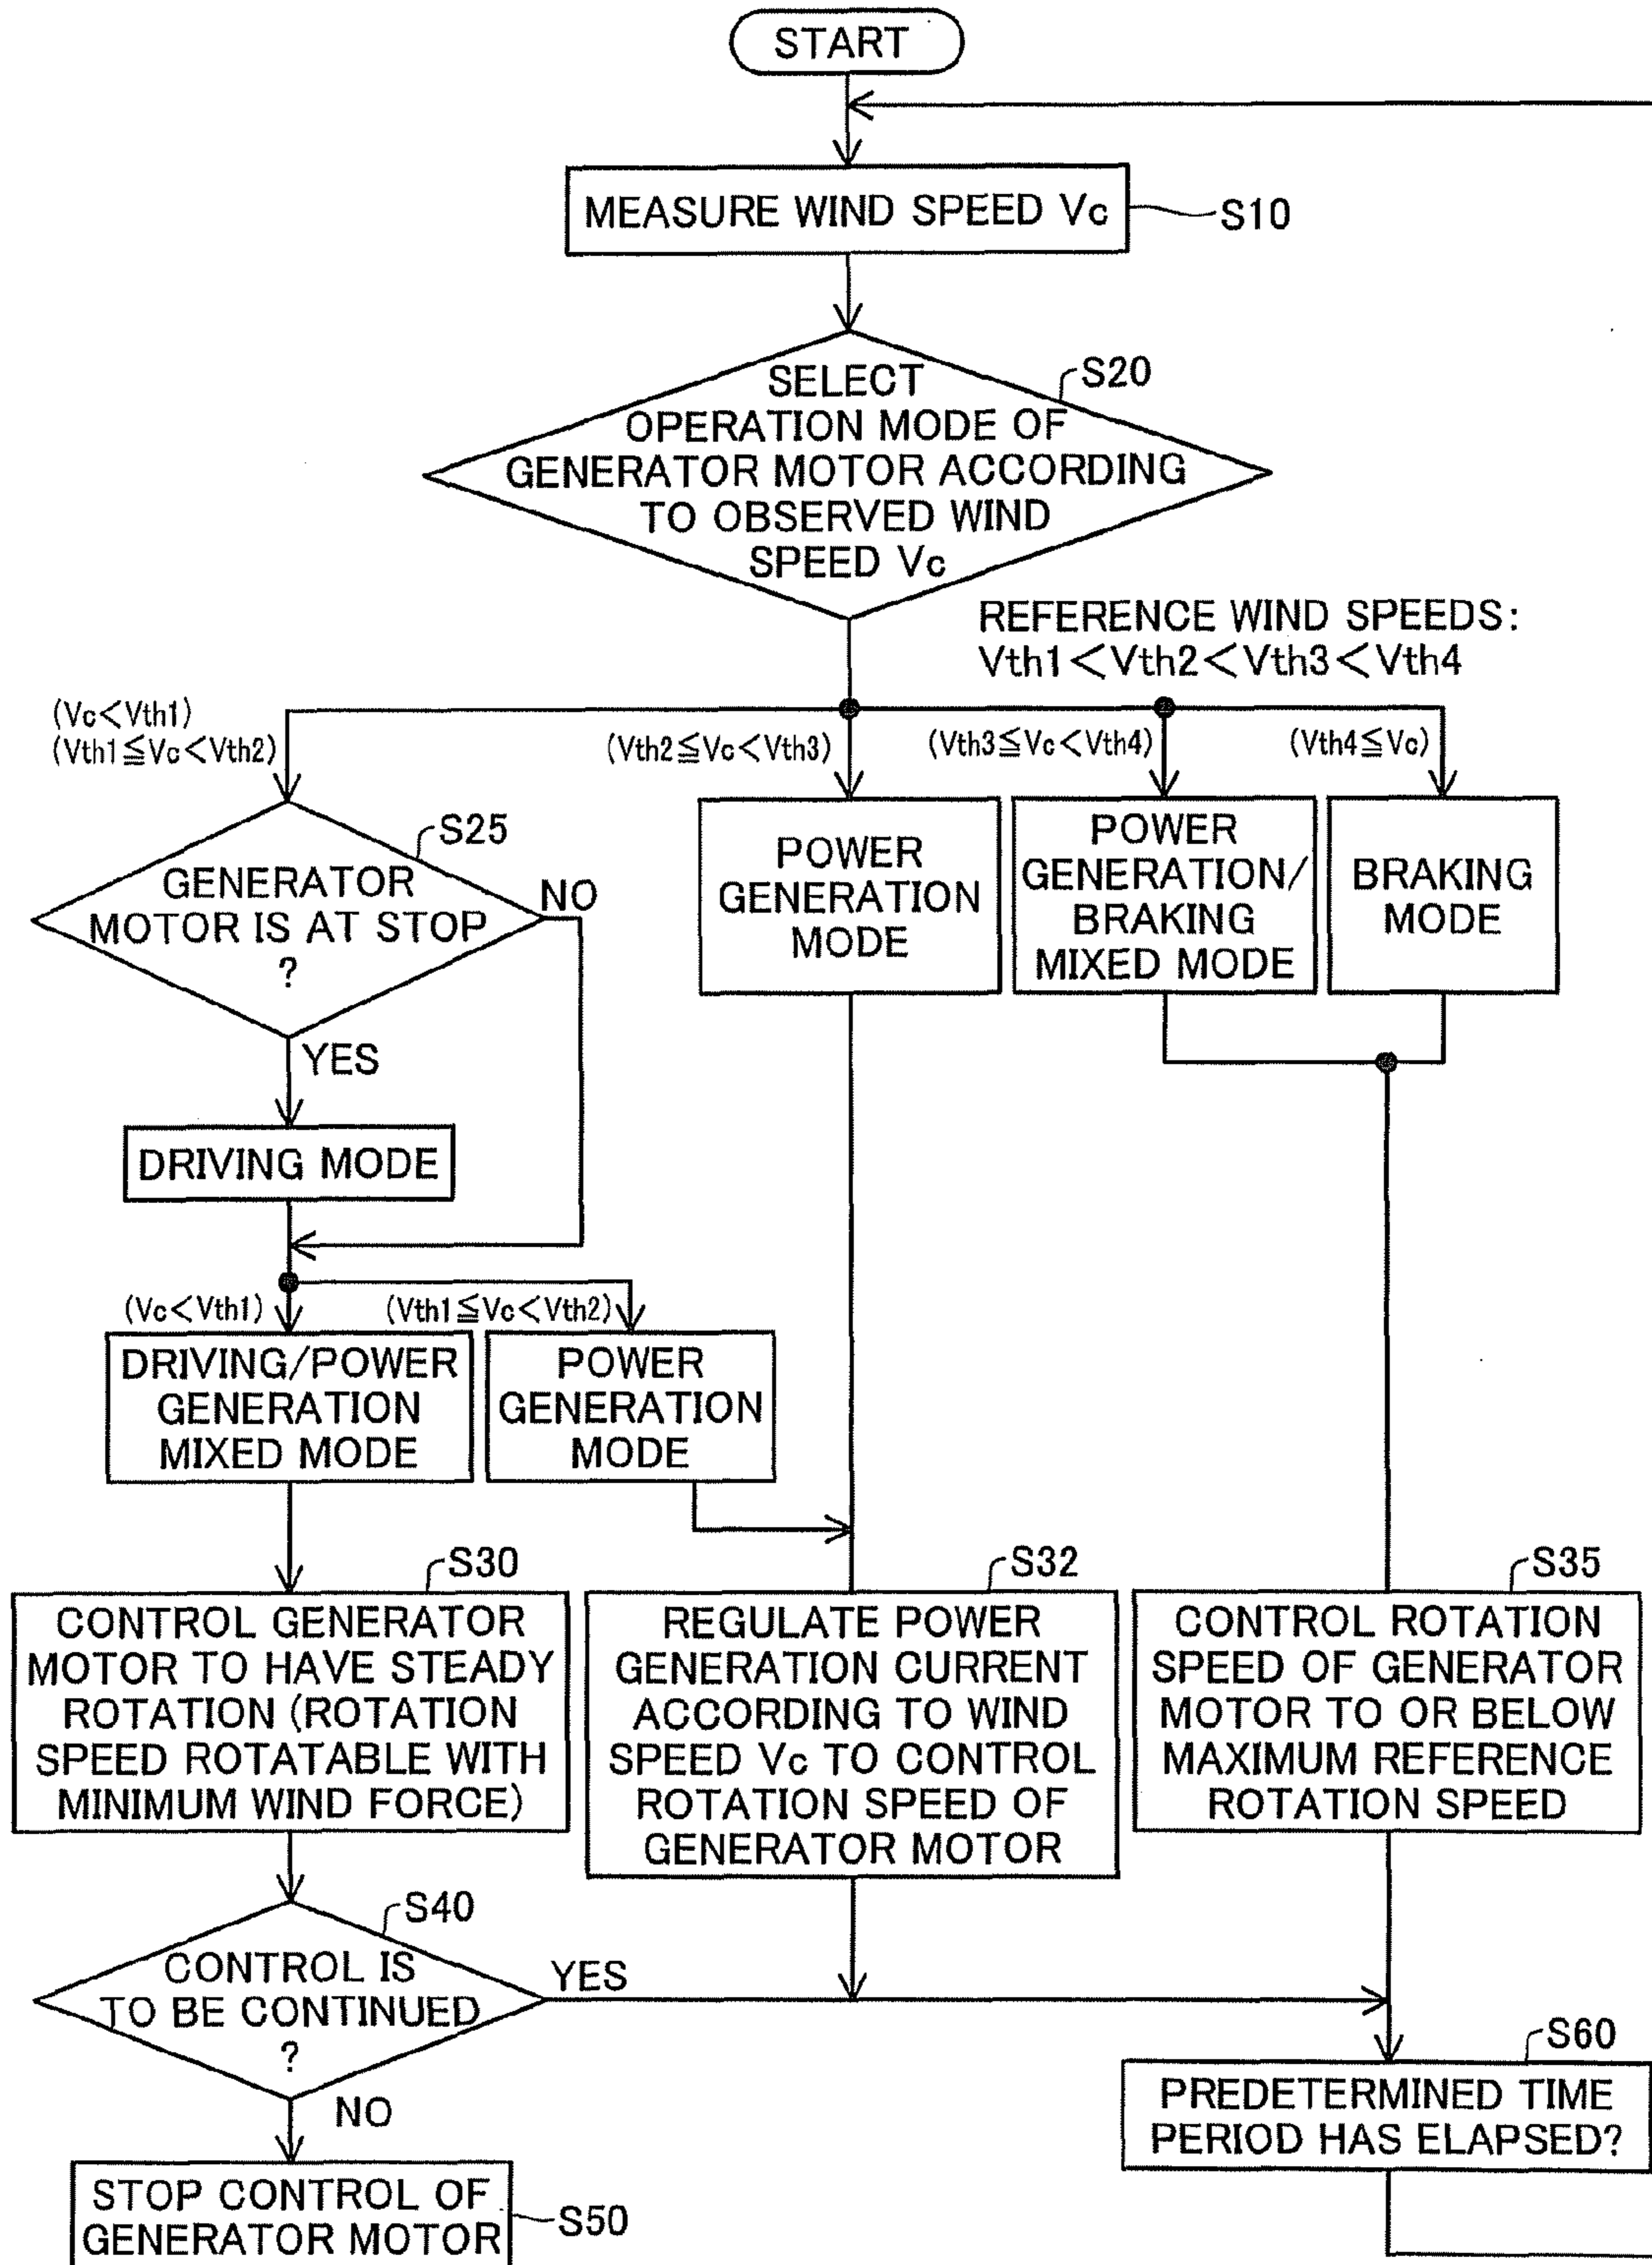 START
MEASURE WIND SPEED Vc
S10
SELECT
OPERATION MODE OF
GENERATOR MOTOR ACCORDING
TO OBSERVED WIND
SPEED Vc
S20
REFERENCE WIND SPEEDS:
Vth1<Vth2<Vth3<Vth4
(Vc<Vth1)
(Vth1≦Vc<Vth2)
(Vth2≦Vc<Vth3)
(Vth3≦Vc<Vth4)
(Vth4≦Vc)
S25
GENERATOR
MOTOR IS AT STOP
?
NO
YES
POWER
GENERATION
MODE
POWER
GENERATION/
BRAKING
MIXED MODE
BRAKING
MODE
DRIVING MODE
(Vc<Vth1)
(Vth1≦Vc<Vth2)
DRIVING/POWER
GENERATION
MIXED MODE
POWER
GENERATION
MODE
S30
CONTROL GENERATOR
MOTOR TO HAVE STEADY
ROTATION (ROTATION
SPEED ROTATABLE WITH
MINIMUM WIND FORCE)
S32
REGULATE POWER
GENERATION CURRENT
ACCORDING TO WIND
SPEED Vc TO CONTROL
ROTATION SPEED OF
GENERATOR MOTOR
S35
CONTROL ROTATION
SPEED OF GENERATOR
MOTOR TO OR BELOW
MAXIMUM REFERENCE
ROTATION SPEED
S40
CONTROL IS
TO BE CONTINUED
?
YES
NO
S60
PREDETERMINED TIME
PERIOD HAS ELAPSED?
STOP CONTROL OF
GENERATOR MOTOR
S50